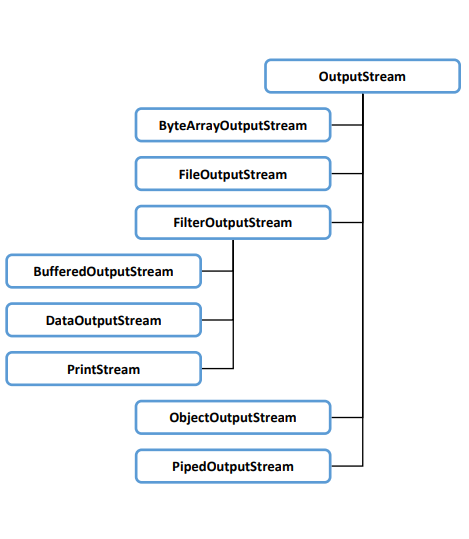 OutputStream
ByteArrayOutputStream
FileOutputStream
FilterOutputStream
BufferedOutputStream
DataOutputStream
PrintStream
ObjectOutputStream
PipedOutputStream